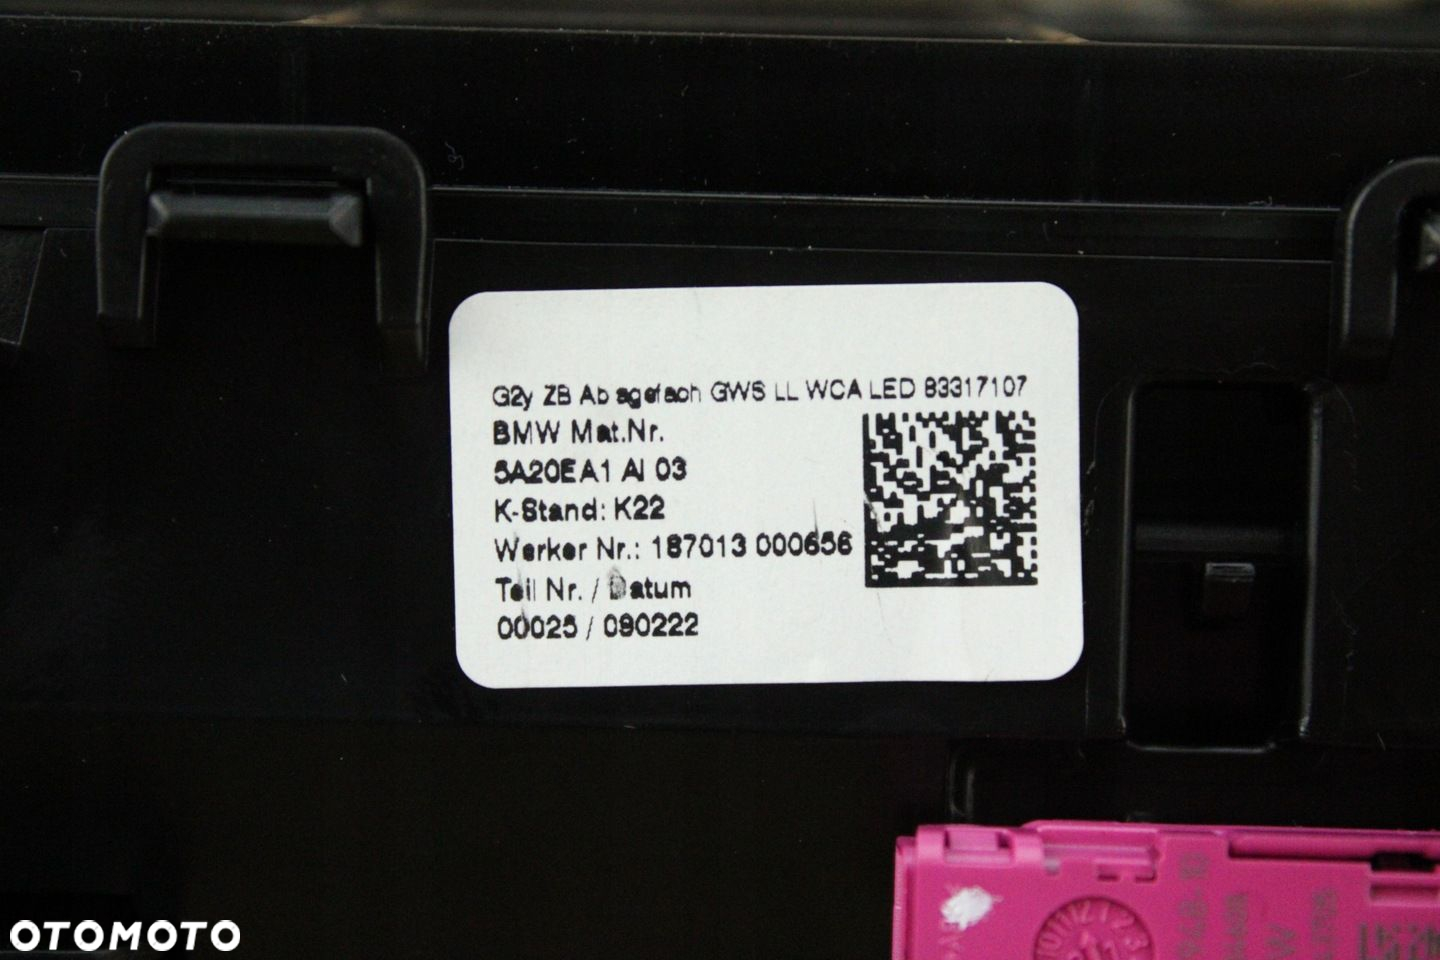 G2y ZB Ablagefach GWS LL WCA LED 83317107
BMW Mat.Nr.
5A20EA1 AI 03
K-Stand: K22
Werker Nr.: 187013 000656
Teil Nr. / Datum
00025 / 090222
OTOMOTO